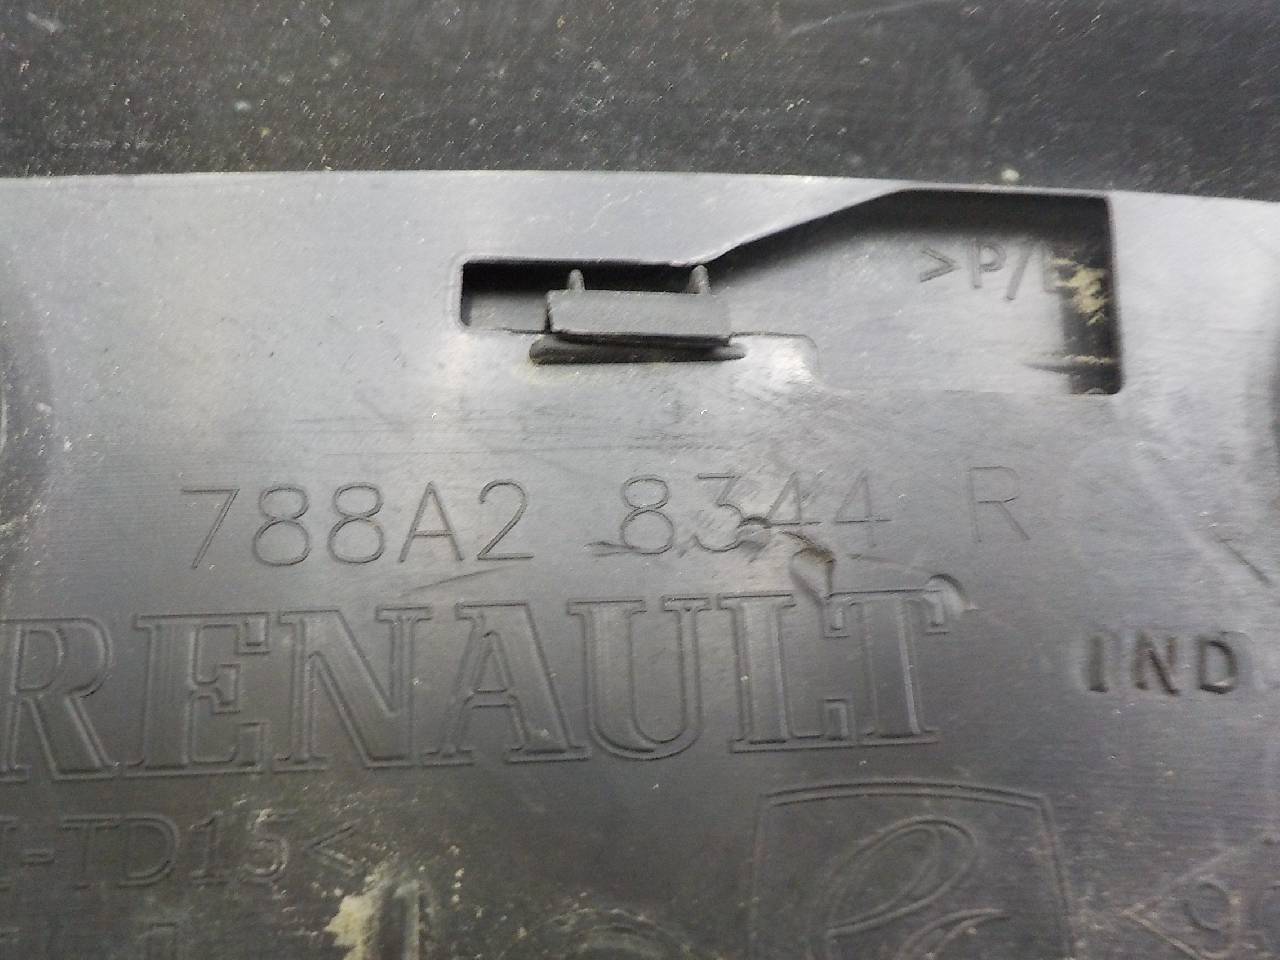 >P/E
788A2 8344 R
RENAULT
IND
-TD15<